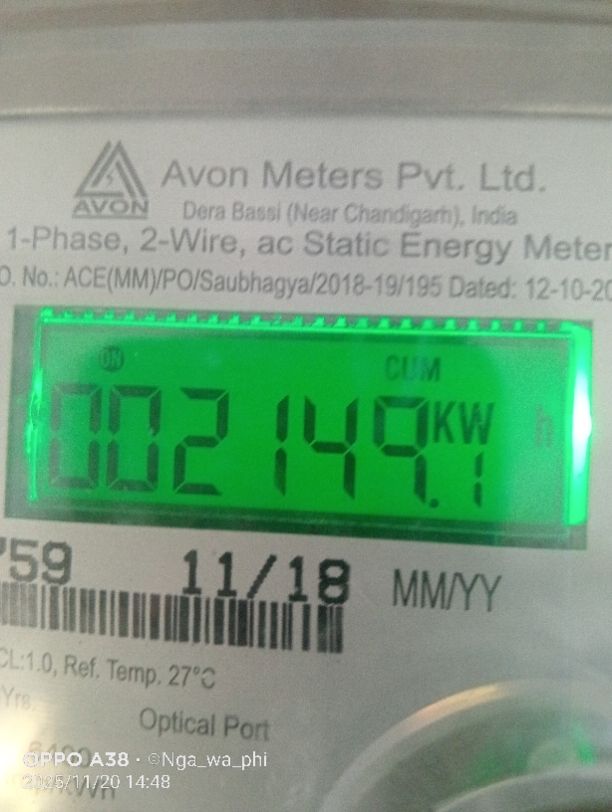 AVON
Avon Meters Pvt. Ltd.
Dera Bassi (Near Chandigarh), India
1-Phase, 2-Wire, ac Static Energy Meter
O. No.: ACE(MM)/PO/Saubhagya/2018-19/195 Dated: 12-10-20
ON CUM
002149.1 KW h
759 11/18 MM/YY
CL:1.0, Ref. Temp. 27°C
Yrs.
Optical Port
OPPO A38 · ©Nga_wa_phi
2025/11/20 14:48